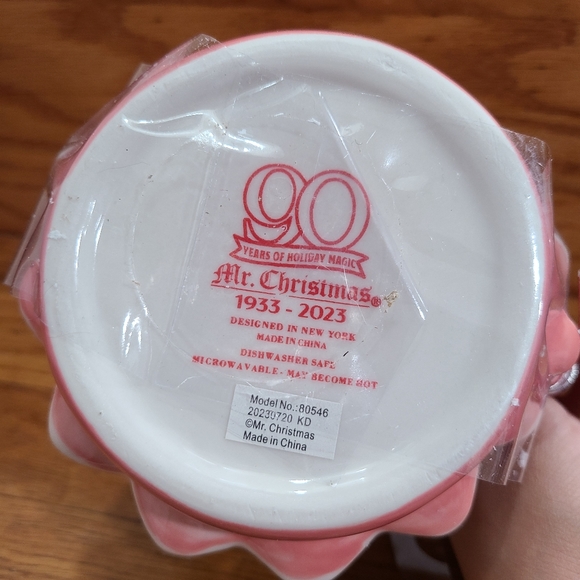 90
YEARS OF HOLIDAY MAGIC
Mr. Christmas®
1933 - 2023
DESIGNED IN NEW YORK
MADE IN CHINA
DISHWASHER SAFE
MICROWAVABLE - MAY BECOME HOT
Model No.:80546
20230720 KD
©Mr. Christmas
Made in China